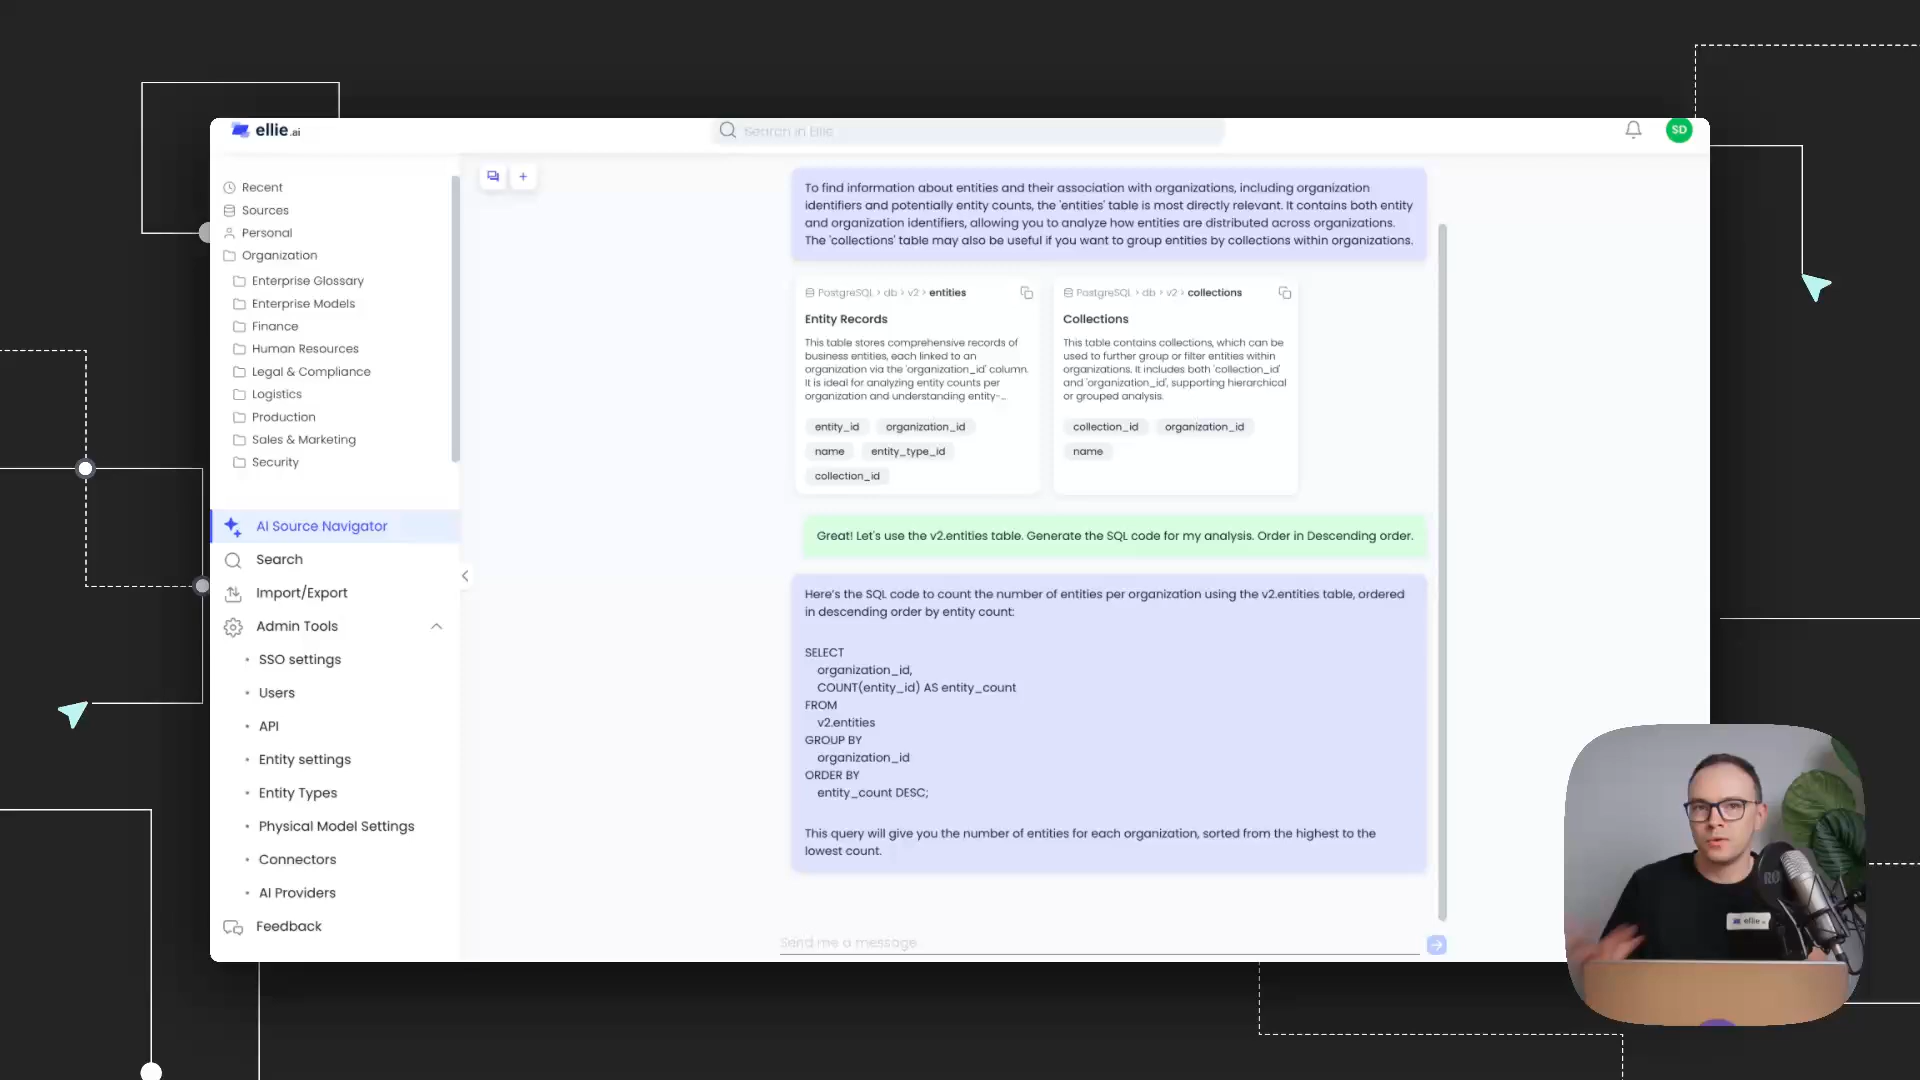 ellie.ai
Search in Ellie
SD
Recent
Sources
Personal
Organization
Enterprise Glossary
Enterprise Models
Finance
Human Resources
Legal & Compliance
Logistics
Production
Sales & Marketing
Security
AI Source Navigator
Search
Import/Export
Admin Tools
• SSO settings
• Users
• API
• Entity settings
• Entity Types
• Physical Model Settings
• Connectors
• AI Providers
Feedback
To find information about entities and their association with organizations, including organization
identifiers and potentially entity counts, the 'entities' table is most directly relevant. It contains both entity
and organization identifiers, allowing you to analyze how entities are distributed across organizations.
The 'collections' table may also be useful if you want to group entities by collections within organizations.
PostgreSQL > db > v2 > entities
Entity Records
This table stores comprehensive records of
business entities, each linked to an
organization via the 'organization_id' column.
It is ideal for analyzing entity counts per
organization and understanding entity-...
entity_id organization_id
name entity_type_id
collection_id
PostgreSQL > db > v2 > collections
Collections
This table contains collections, which can be
used to further group or filter entities within
organizations. It includes both 'collection_id'
and 'organization_id', supporting hierarchical
or grouped analysis.
collection_id organization_id
name
Great! Let's use the v2.entities table. Generate the SQL code for my analysis. Order in Descending order.
Here's the SQL code to count the number of entities per organization using the v2.entities table, ordered
in descending order by entity count:
SELECT
organization_id,
COUNT(entity_id) AS entity_count
FROM
v2.entities
GROUP BY
organization_id
ORDER BY
entity_count DESC;
This query will give you the number of entities for each organization, sorted from the highest to the
lowest count.
Send me a message
ellie.ai